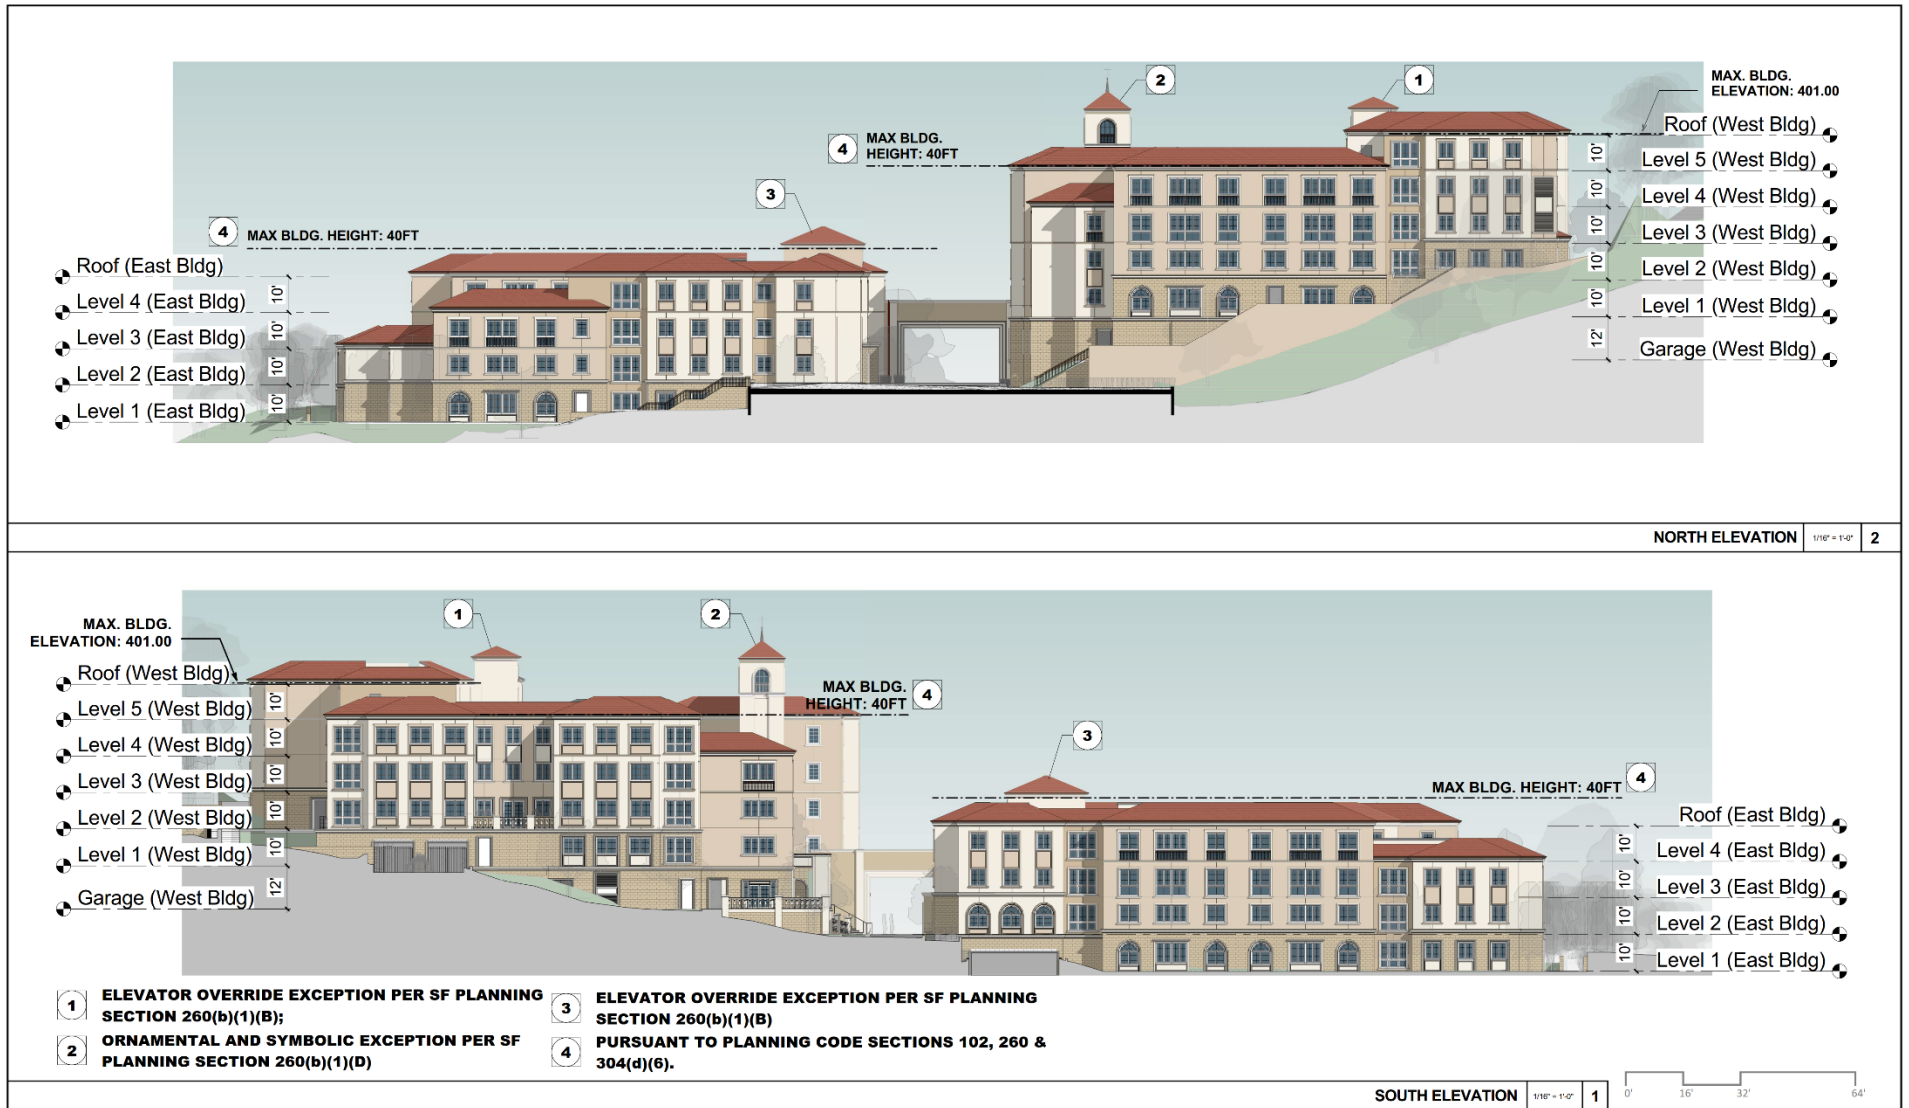 2
1
MAX. BLDG.
ELEVATION: 401.00
4
MAX BLDG.
HEIGHT: 40FT
3
4
MAX BLDG. HEIGHT: 40FT
Roof (East Bldg)
Level 4 (East Bldg)
Level 3 (East Bldg)
Level 2 (East Bldg)
Level 1 (East Bldg)
10'
10'
10'
10'
Roof (West Bldg)
Level 5 (West Bldg)
Level 4 (West Bldg)
Level 3 (West Bldg)
Level 2 (West Bldg)
Level 1 (West Bldg)
Garage (West Bldg)
10'
10'
10'
10'
10'
12'
NORTH ELEVATION 1/16" = 1'-0" 2
MAX. BLDG.
ELEVATION: 401.00
1
2
Roof (West Bldg)
Level 5 (West Bldg)
Level 4 (West Bldg)
Level 3 (West Bldg)
Level 2 (West Bldg)
Level 1 (West Bldg)
Garage (West Bldg)
10'
10'
10'
10'
10'
12'
MAX BLDG.
HEIGHT: 40FT
4
3
MAX BLDG. HEIGHT: 40FT
4
Roof (East Bldg)
Level 4 (East Bldg)
Level 3 (East Bldg)
Level 2 (East Bldg)
Level 1 (East Bldg)
10'
10'
10'
10'
1 ELEVATOR OVERRIDE EXCEPTION PER SF PLANNING
SECTION 260(b)(1)(B);
2 ORNAMENTAL AND SYMBOLIC EXCEPTION PER SF
PLANNING SECTION 260(b)(1)(D)
3 ELEVATOR OVERRIDE EXCEPTION PER SF PLANNING
SECTION 260(b)(1)(B)
4 PURSUANT TO PLANNING CODE SECTIONS 102, 260 &
304(d)(6).
SOUTH ELEVATION 1/16" = 1'-0" 1
0' 16' 32' 64'